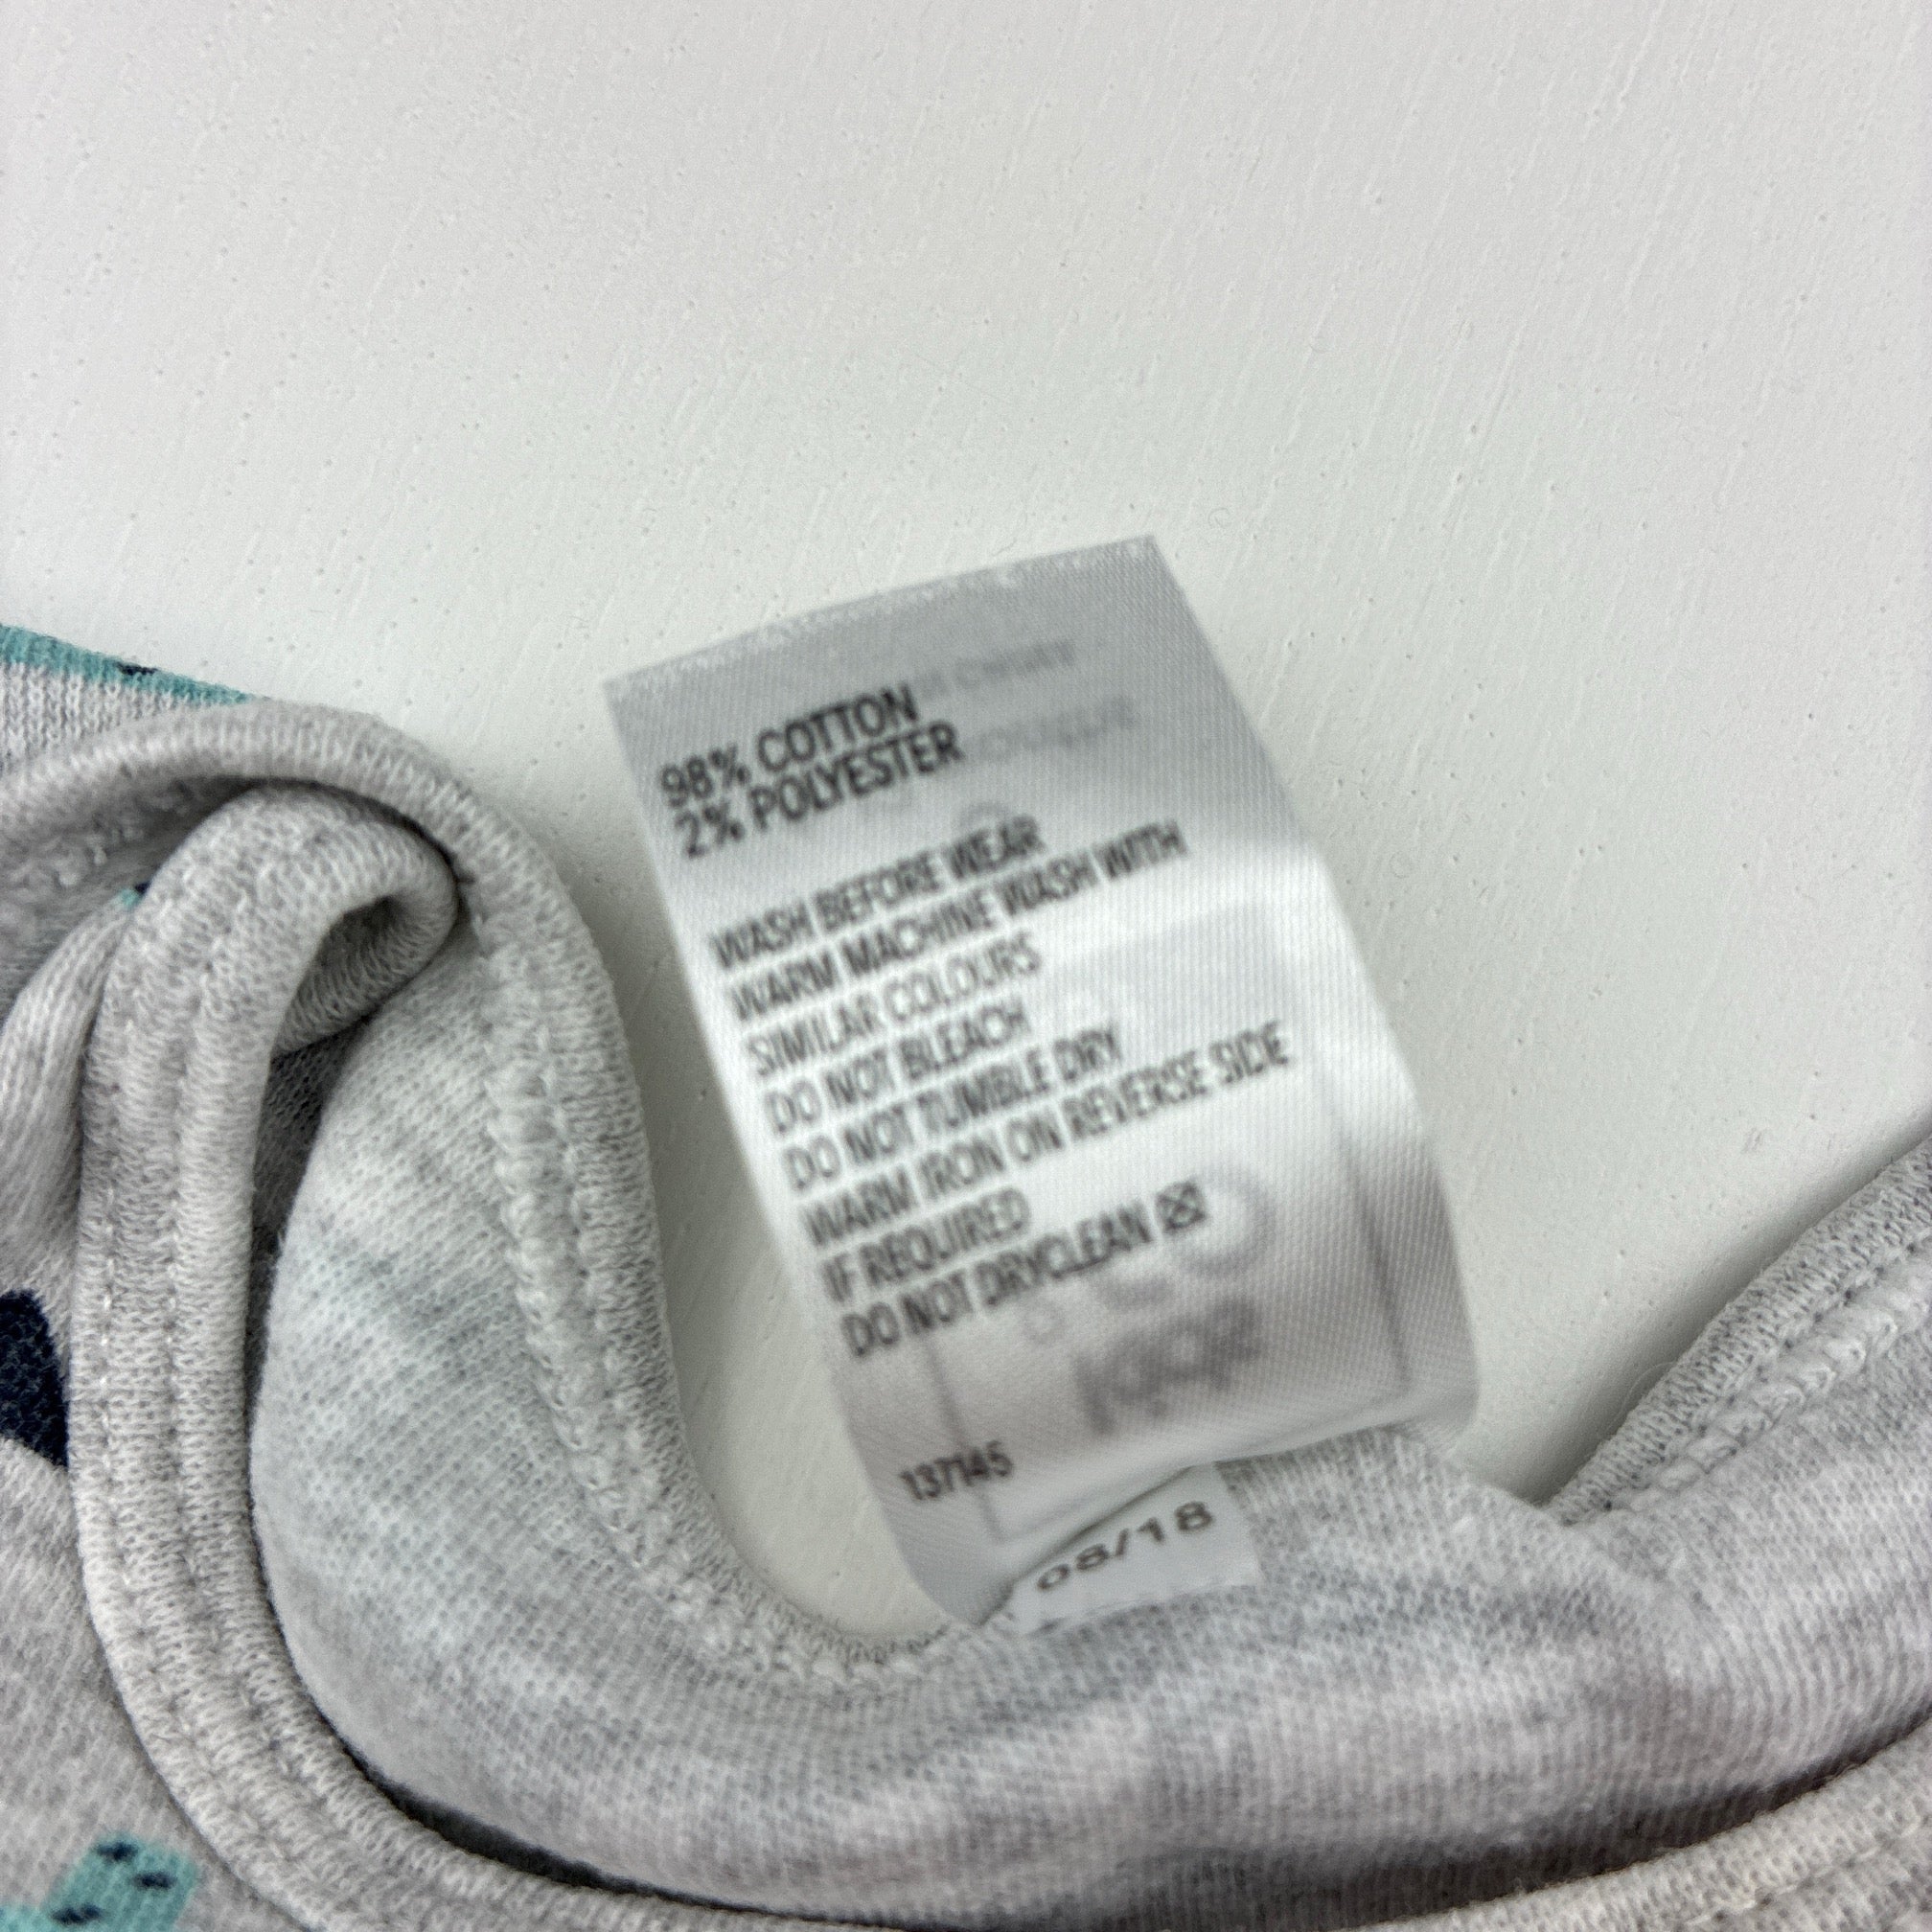 98% COTTON
2% POLYESTER
WASH BEFORE WEAR
WARM MACHINE WASH WITH
SIMILAR COLOURS
DO NOT BLEACH
DO NOT TUMBLE DRY
WARM IRON ON REVERSE SIDE
IF REQUIRED
DO NOT DRYCLEAN
137145
08/18